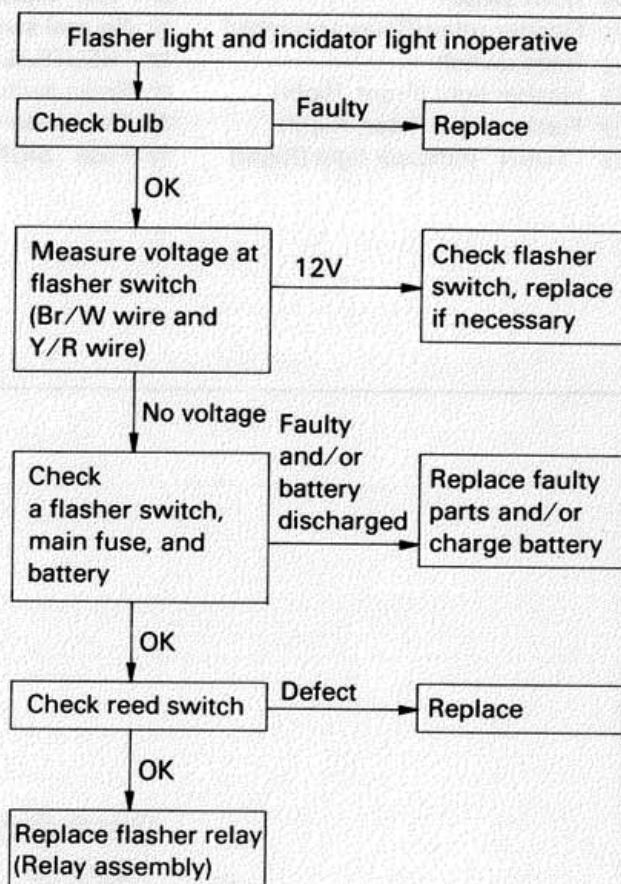 Flasher light and incidator light inoperative
Check bulb
Faulty
Replace
OK
Measure voltage at
flasher switch
(Br/W wire and
Y/R wire)
12V
Check flasher
switch, replace
if necessary
No voltage
Check
a flasher switch,
main fuse, and
battery
Faulty
and/or
battery
discharged
Replace faulty
parts and/or
charge battery
OK
Check reed switch
Defect
Replace
OK
Replace flasher relay
(Relay assembly)